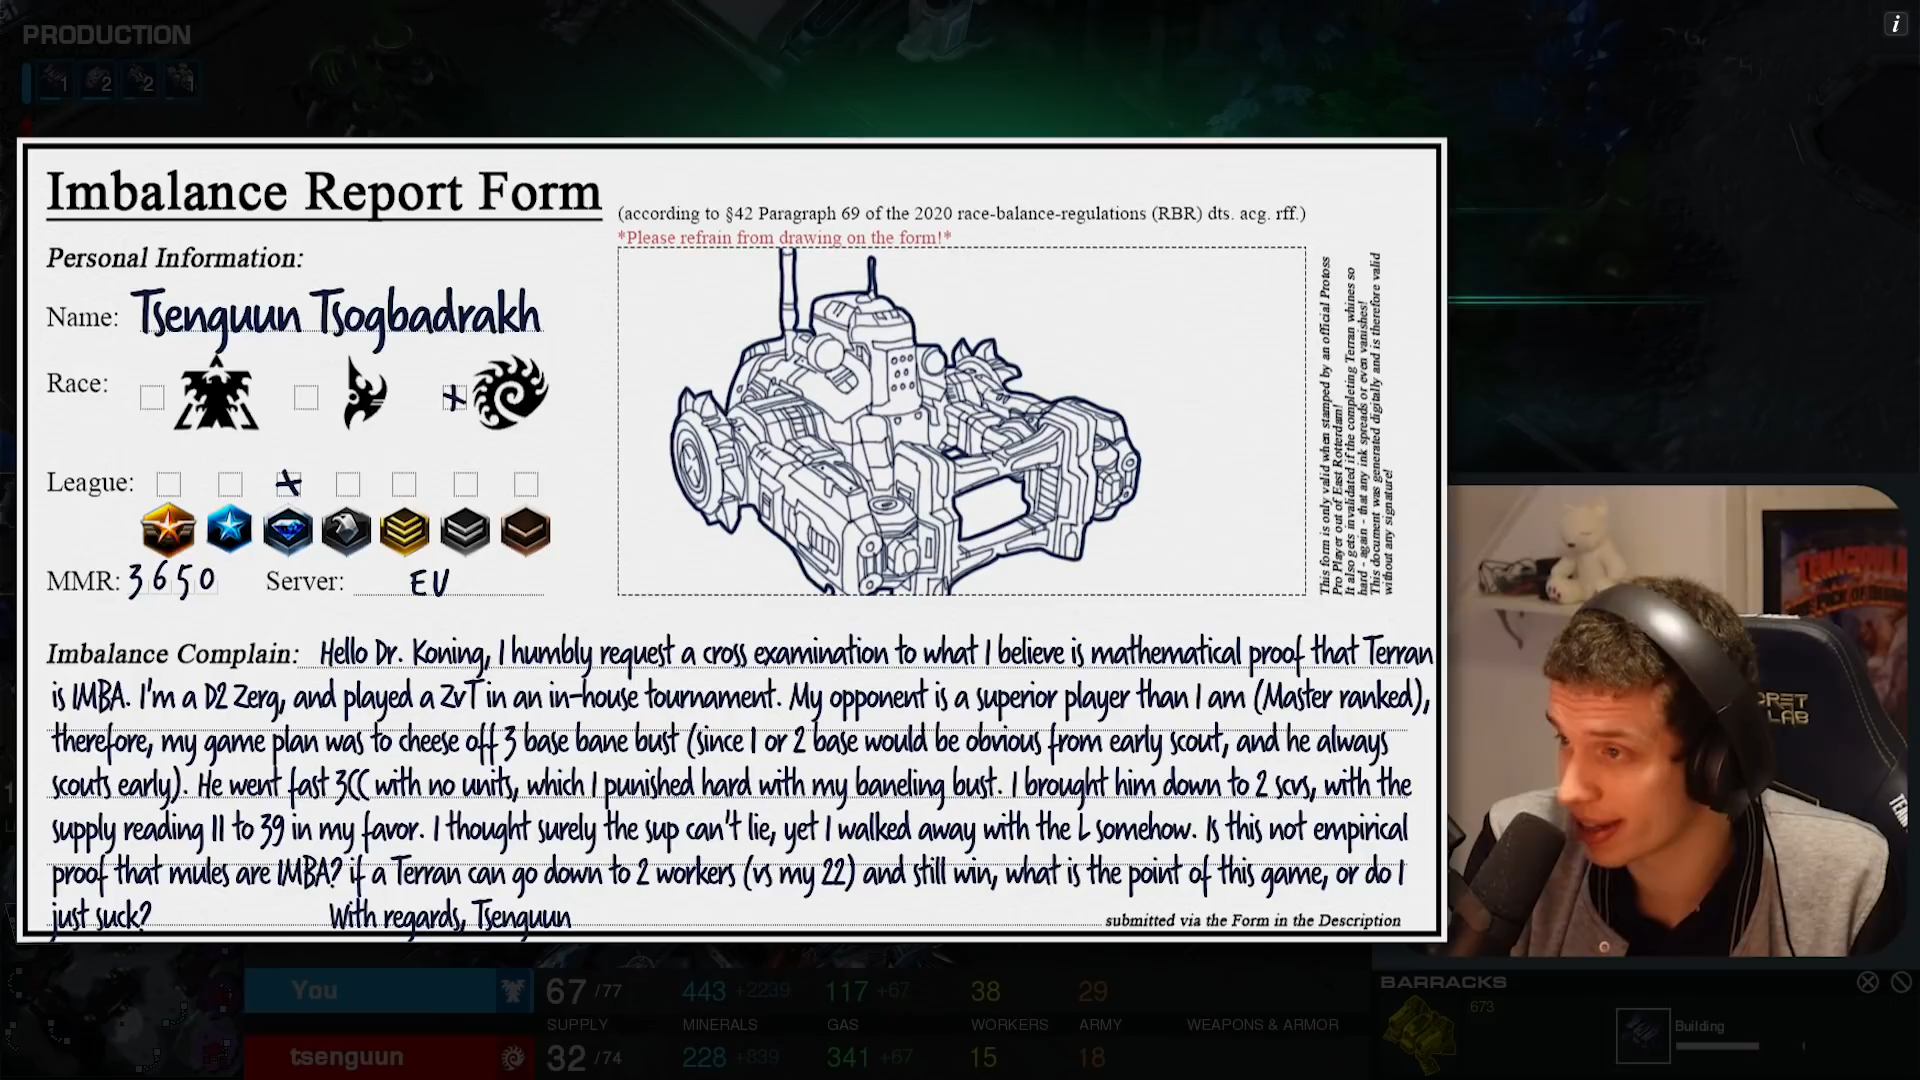 PRODUCTION
1 2 2 1
i
Imbalance Report Form
(according to §42 Paragraph 69 of the 2020 race-balance-regulations (RBR) dts. acg. rff.)
*Please refrain from drawing on the form!*
Personal Information:
Name: Tsenguun Tsogbadrakh
Race:
League:
MMR: 3650 Server: EU
This form is only valid when stamped by an official Protoss
Pro Player out of East Rotterdam!
It also gets invalidated if the completing Terran whines so
hard - again - that any ink spreads or even vanishes!
This document was generated digitally and is therefore valid
without any signature!
Imbalance Complain: Hello Dr. Koning, I humbly request a cross examination to what I believe is mathematical proof that Terran
is IMBA. I'm a D2 Zerg, and played a ZvT in an in-house tournament. My opponent is a superior player than I am (Master ranked),
therefore, my game plan was to cheese off 3 base bane bust (since 1 or 2 base would be obvious from early scout, and he always
scouts early). He went fast 3CC with no units, which I punished hard with my baneling bust. I brought him down to 2 scvs, with the
supply reading 11 to 39 in my favor. I thought surely the sup can't lie, yet I walked away with the L somehow. Is this not empirical
proof that mules are IMBA? if a Terran can go down to 2 workers (vs my 22) and still win, what is the point of this game, or do I
just suck? With regards, Tsenguun
submitted via the Form in the Description
You 67 /77 443 +2239 117 +67 38 29
SUPPLY MINERALS GAS WORKERS ARMY WEAPONS & ARMOR
tsenguun 32 /74 228 +839 341 +67 15 18
BARRACKS
673
Building